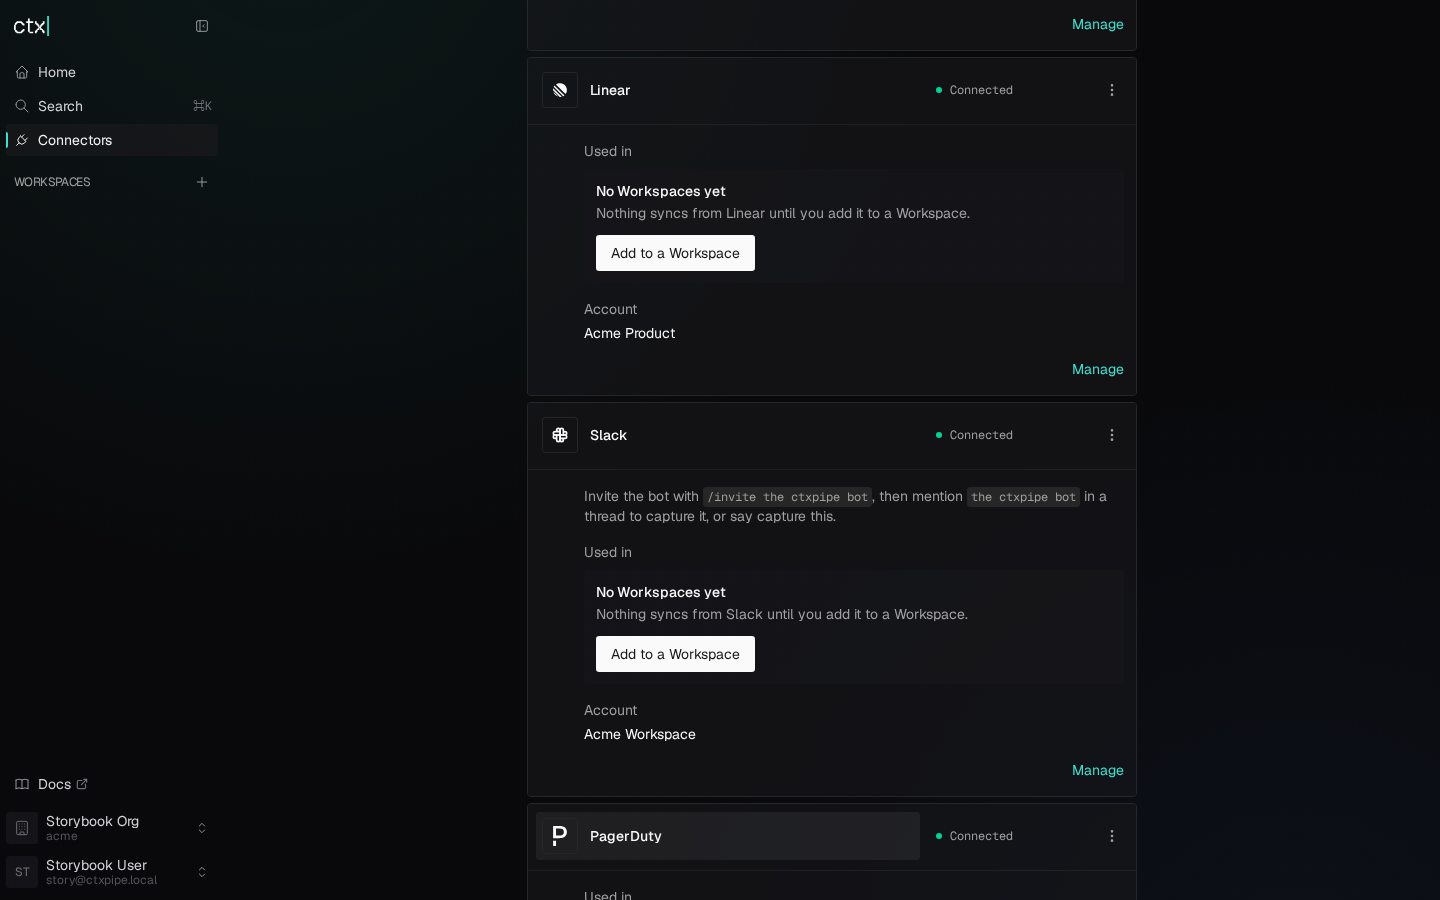 ctx
Home
Search ⌘K
Connectors
WORKSPACES
Manage
Linear
Connected
Used in
No Workspaces yet
Nothing syncs from Linear until you add it to a Workspace.
Add to a Workspace
Account
Acme Product
Manage
Slack
Connected
Invite the bot with /invite the ctxpipe bot, then mention the ctxpipe bot in a
thread to capture it, or say capture this.
Used in
No Workspaces yet
Nothing syncs from Slack until you add it to a Workspace.
Add to a Workspace
Account
Acme Workspace
Manage
PagerDuty
Connected
Used in
Docs
Storybook Org
acme
ST
Storybook User
story@ctxpipe.local